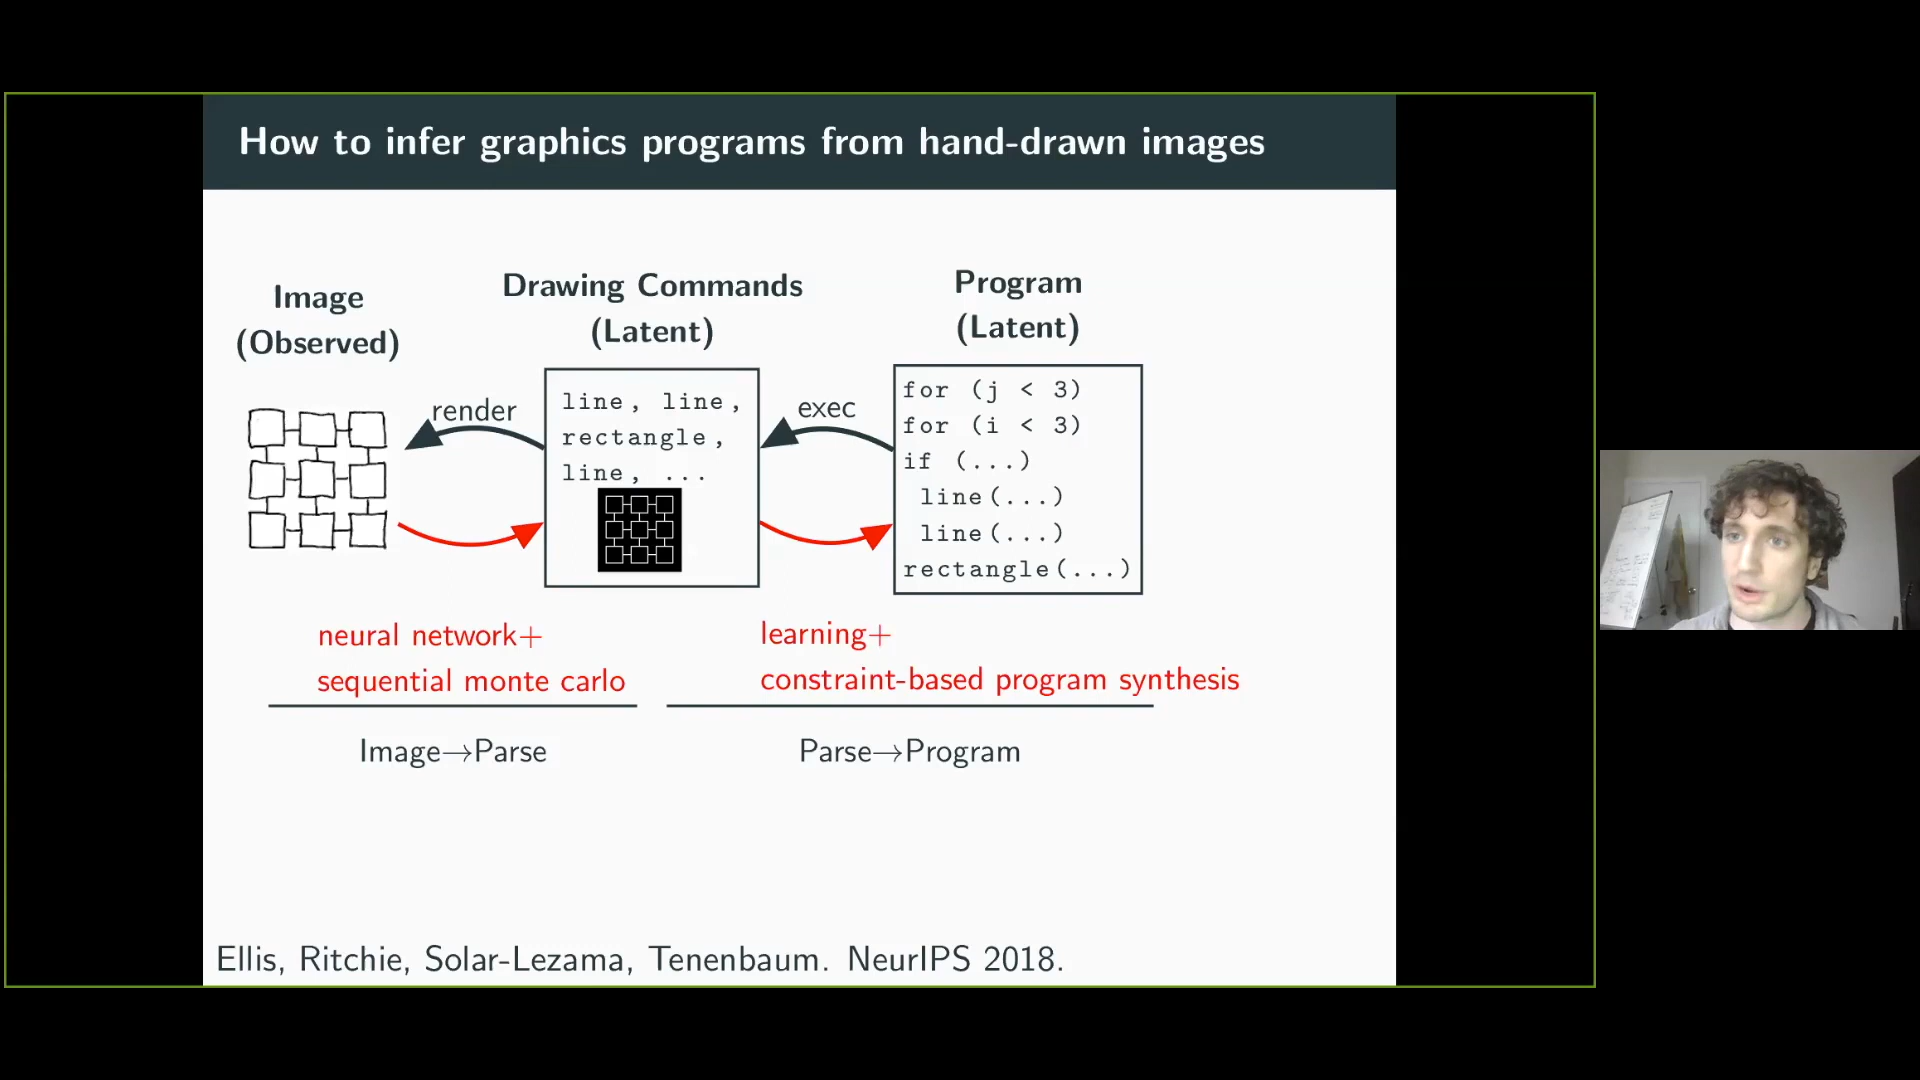 How to infer graphics programs from hand-drawn images
Image
(Observed)
Drawing Commands
(Latent)
Program
(Latent)
render
line, line,
rectangle,
line, ...
exec
for (j < 3)
for (i < 3)
if (...)
line(...)
line(...)
rectangle(...)
neural network+
sequential monte carlo
learning+
constraint-based program synthesis
Image→Parse
Parse→Program
Ellis, Ritchie, Solar-Lezama, Tenenbaum. NeurIPS 2018.